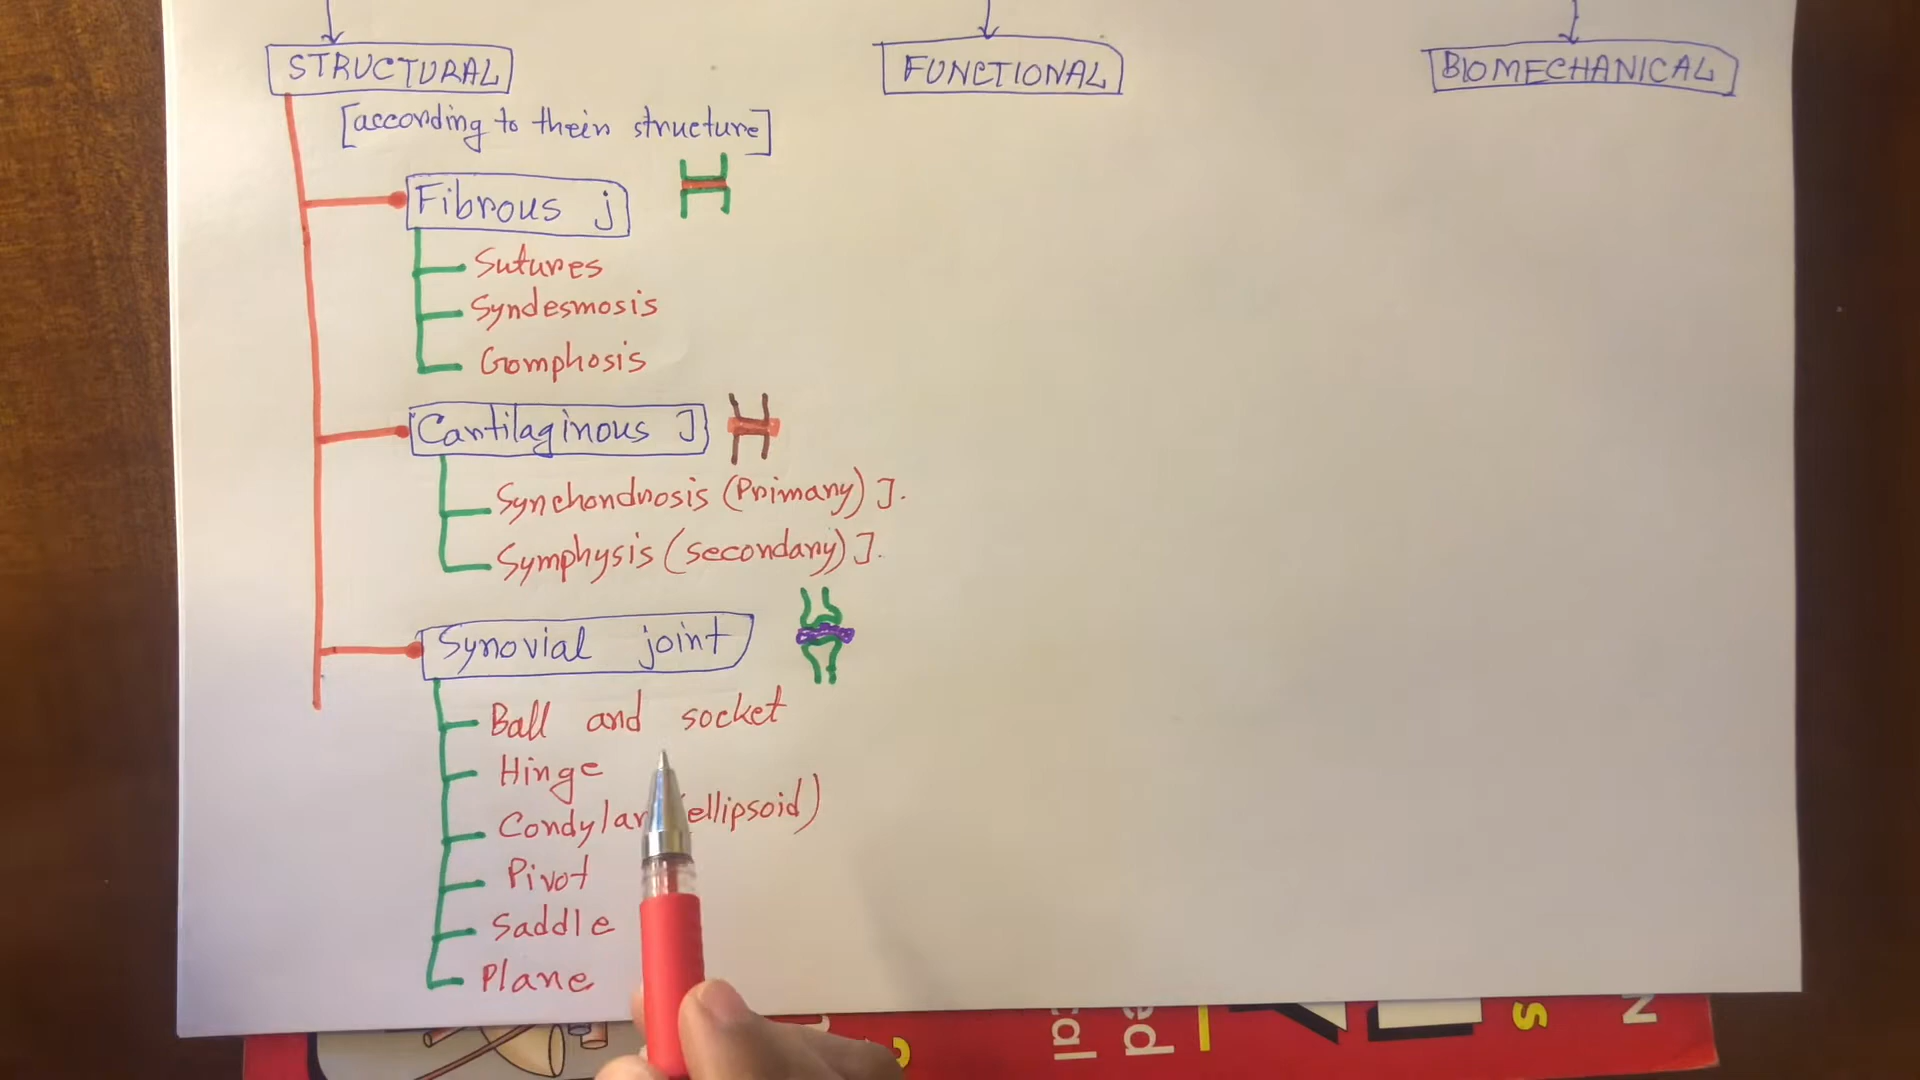 STRUCTURAL
FUNCTIONAL
BIOMECHANICAL
[according to their structure]
Fibrous j
Sutures
Syndesmosis
Gomphosis
Cartilaginous J
Synchondrosis (Primary) J.
Symphysis (secondary) J.
Synovial joint
Ball and socket
Hinge
Condylar (ellipsoid)
Pivot
Saddle
Plane